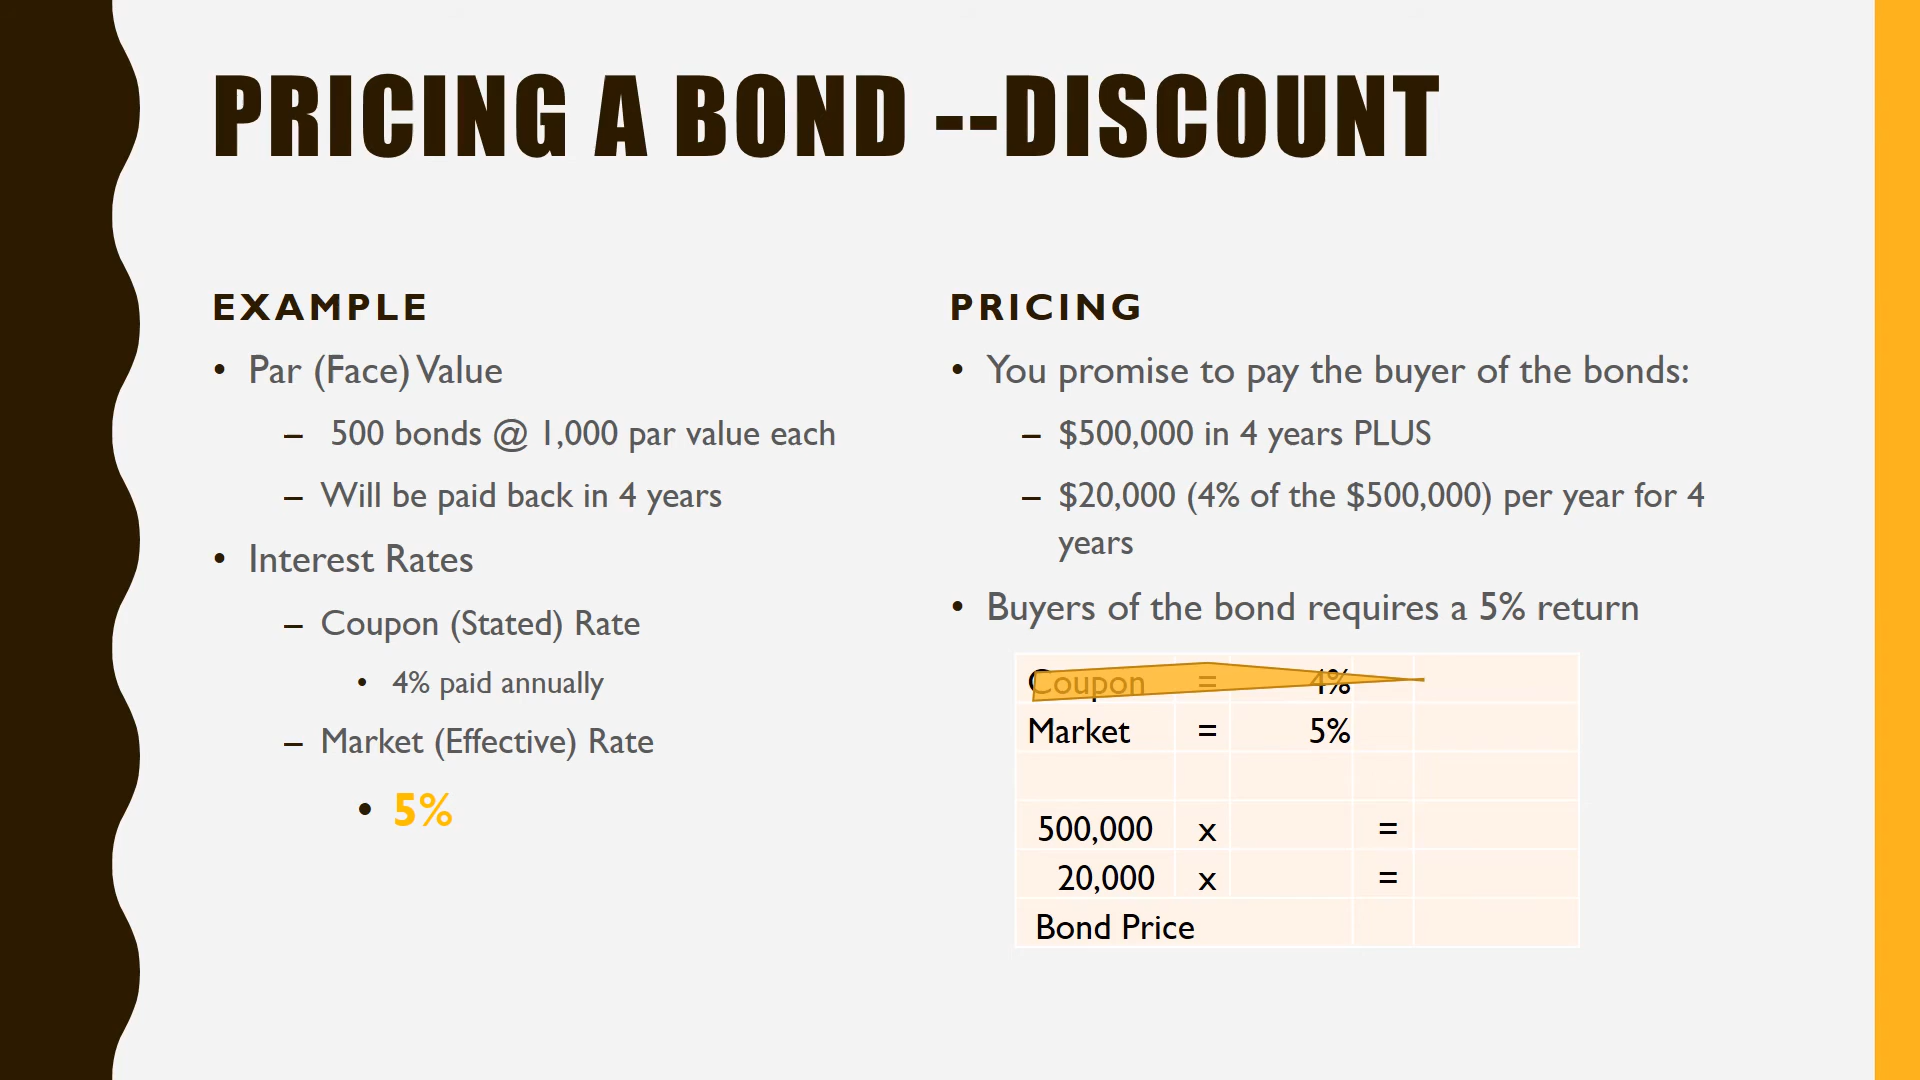 PRICING A BOND --DISCOUNT
EXAMPLE
• Par (Face) Value
– 500 bonds @ 1,000 par value each
– Will be paid back in 4 years
• Interest Rates
– Coupon (Stated) Rate
• 4% paid annually
– Market (Effective) Rate
• 5%
PRICING
• You promise to pay the buyer of the bonds:
– $500,000 in 4 years PLUS
– $20,000 (4% of the $500,000) per year for 4
years
• Buyers of the bond requires a 5% return
Coupon = 4%
Market = 5%
500,000 x =
20,000 x =
Bond Price